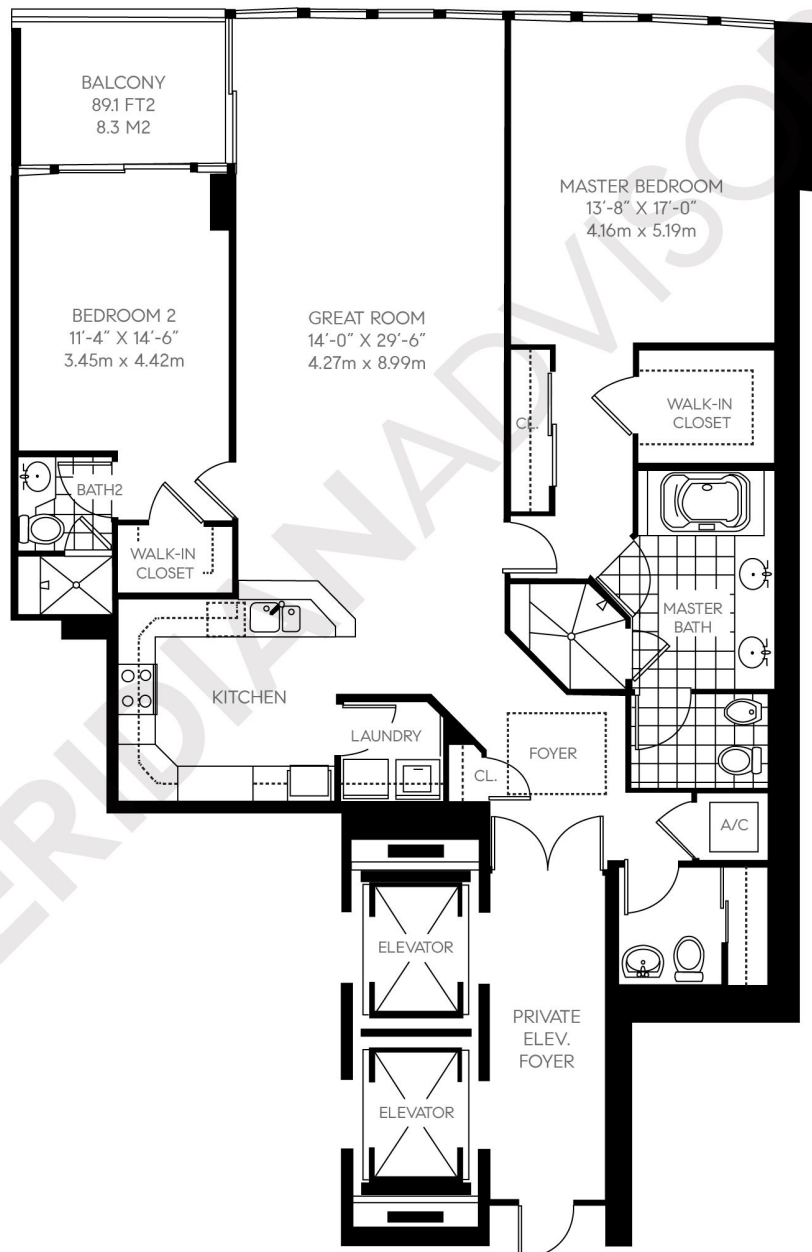 BALCONY
89.1 FT2
8.3 M2
MASTER BEDROOM
13'-8" X 17'-0"
4.16m x 5.19m
BEDROOM 2
11'-4" X 14'-6"
3.45m x 4.42m
GREAT ROOM
14'-0" X 29'-6"
4.27m x 8.99m
CL.
WALK-IN
CLOSET
BATH2
WALK-IN
CLOSET
MASTER
BATH
KITCHEN
LAUNDRY
CL.
FOYER
A/C
ELEVATOR
PRIVATE
ELEV.
FOYER
ELEVATOR
ERIDIANADVISOR